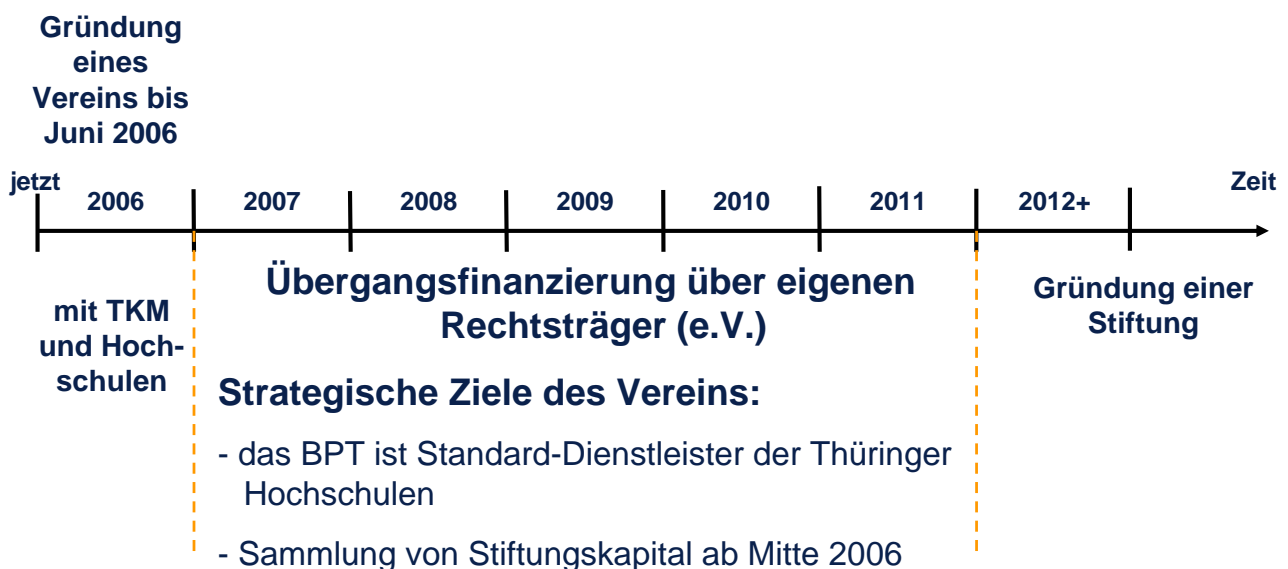 Gründung
eines
Vereins bis
Juni 2006
jetzt
Zeit
2006
2007
2008
2009
2010
2011
2012+
mit TKM
und Hoch-
schulen
Übergangsfinanzierung über eigenen
Rechtsträger (e.V.)
Gründung einer
Stiftung
Strategische Ziele des Vereins:
- das BPT ist Standard-Dienstleister der Thüringer
Hochschulen
- Sammlung von Stiftungskapital ab Mitte 2006